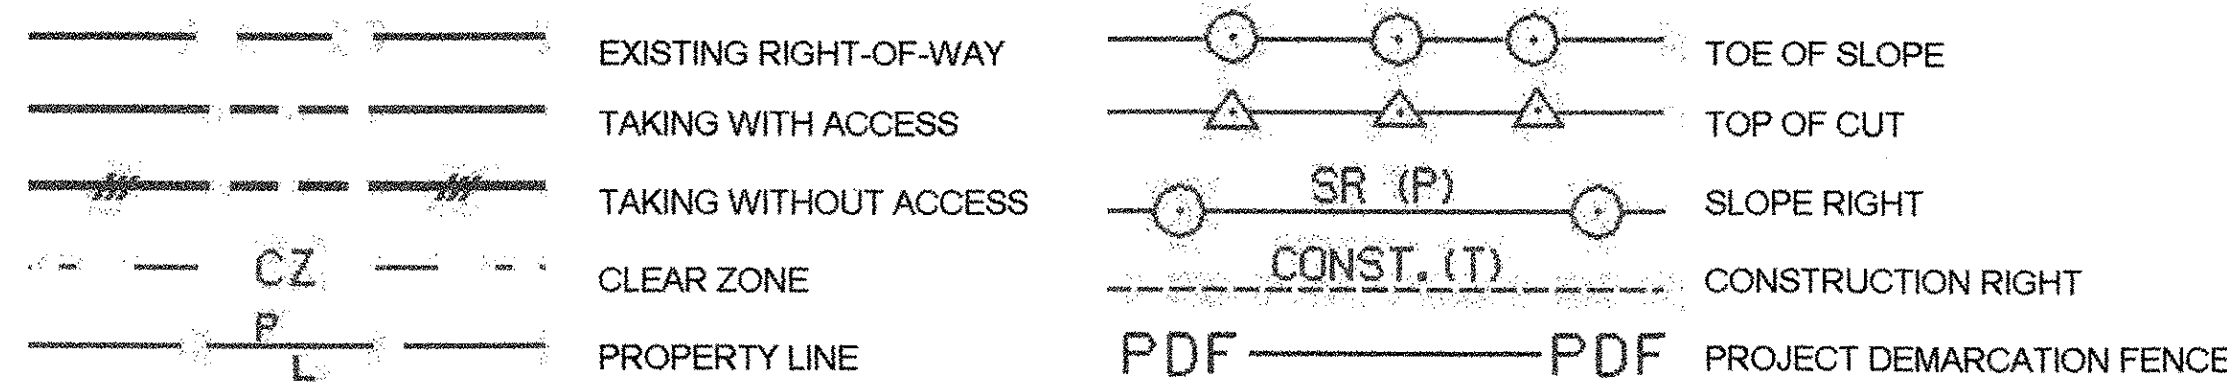 EXISTING RIGHT-OF-WAY
TAKING WITH ACCESS
TAKING WITHOUT ACCESS
CZ
CLEAR ZONE
P
L
PROPERTY LINE
TOE OF SLOPE
TOP OF CUT
SR (P)
SLOPE RIGHT
CONST.(T)
CONSTRUCTION RIGHT
PDF PDF
PROJECT DEMARCATION FENCE